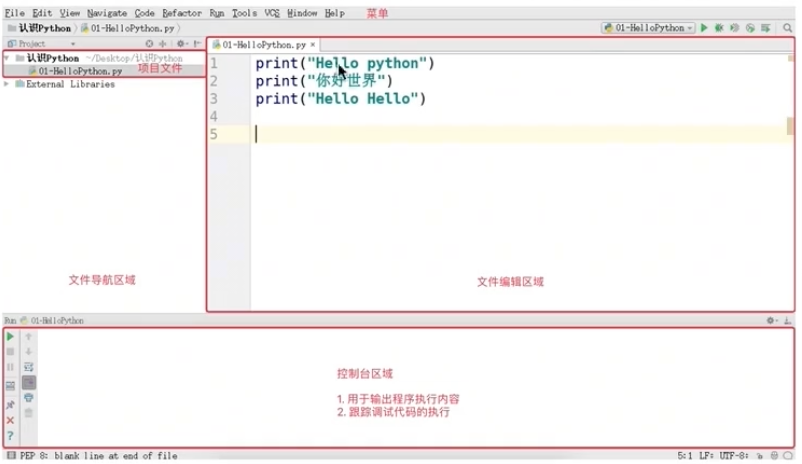 File Edit View Navigate Code Refactor Run Tools VCS Window Help 菜单
认识Python 01-HelloPython.py 01-HelloPython
Project 01-HelloPython.py ×
认识Python ~/Desktop/认识Python
01-HelloPython.py 项目文件
External Libraries
1 print("Hello python")
2 print("你好世界")
3 print("Hello Hello")
4
5
文件导航区域
文件编辑区域
Run 01-HelloPython
控制台区域
1. 用于输出程序执行内容
2. 跟踪调试代码的执行
PEP 8: blank line at end of file 5:1 LF: UTF-8: